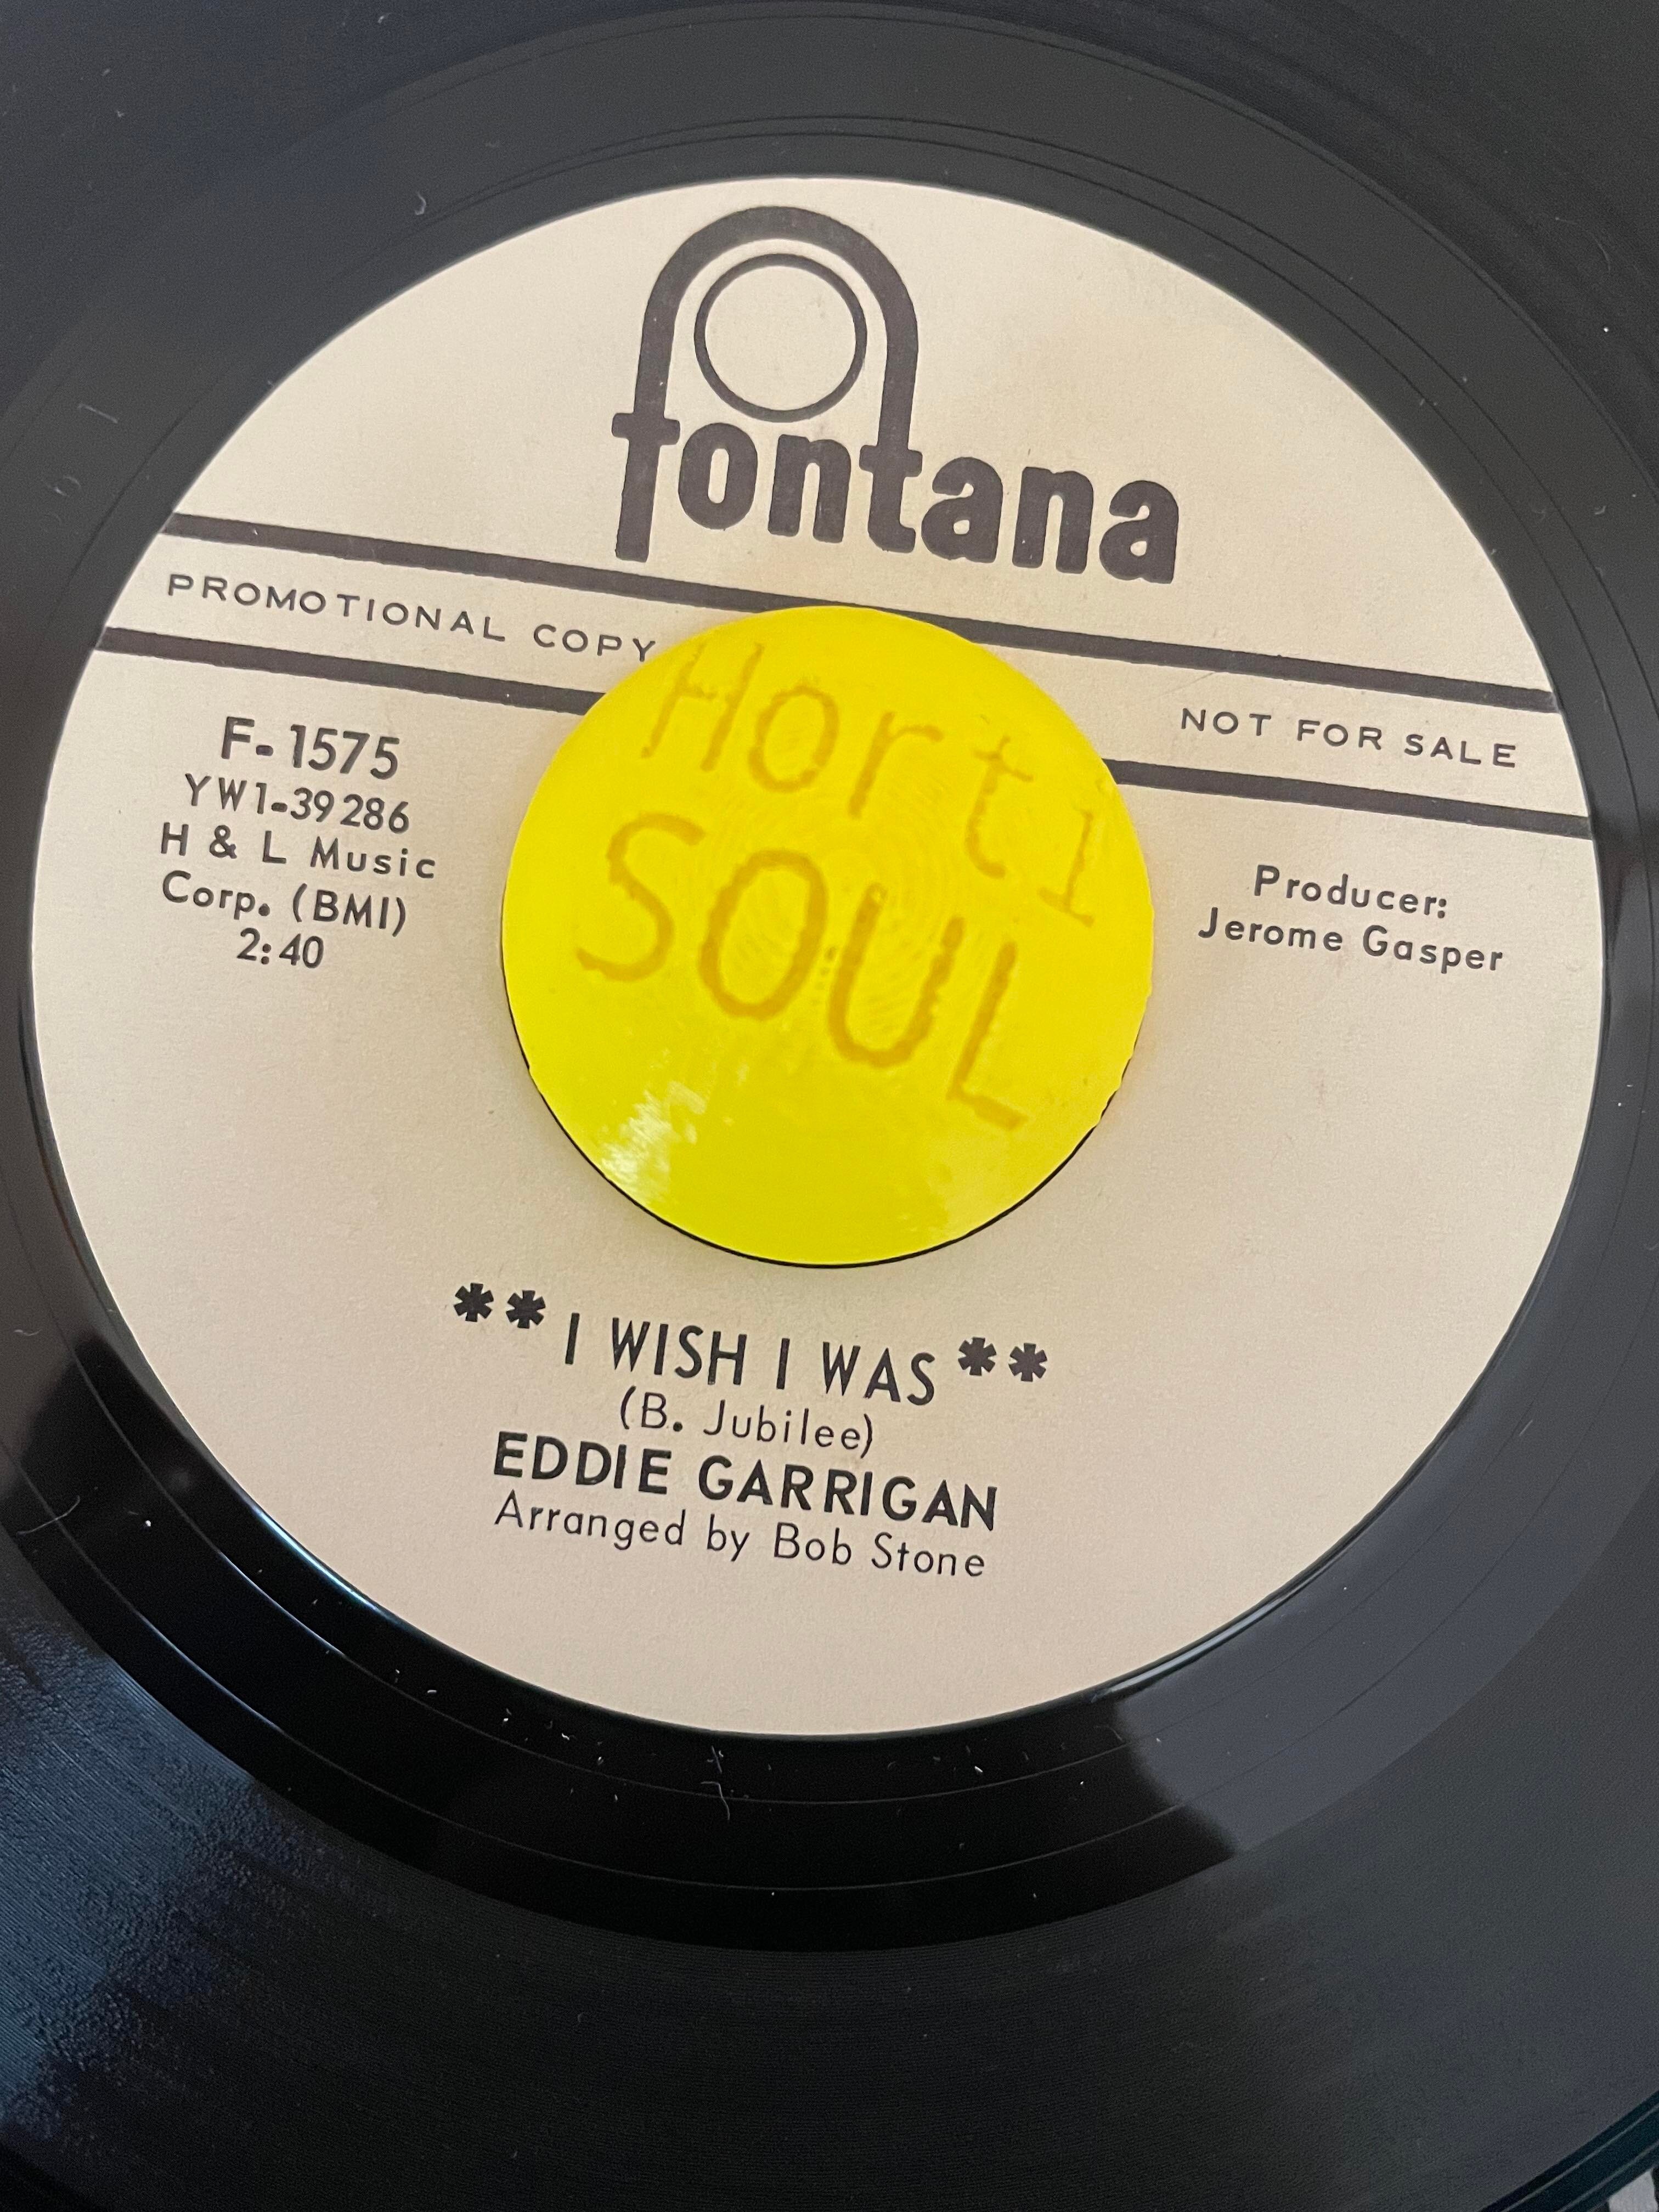 fontana
PROMOTIONAL COPY
NOT FOR SALE
Horti
SOUL
F-1575
YW1-39286
H & L Music
Corp. (BMI)
2:40
Producer:
Jerome Gasper
**I WISH I WAS**
(B. Jubilee)
EDDIE GARRIGAN
Arranged by Bob Stone